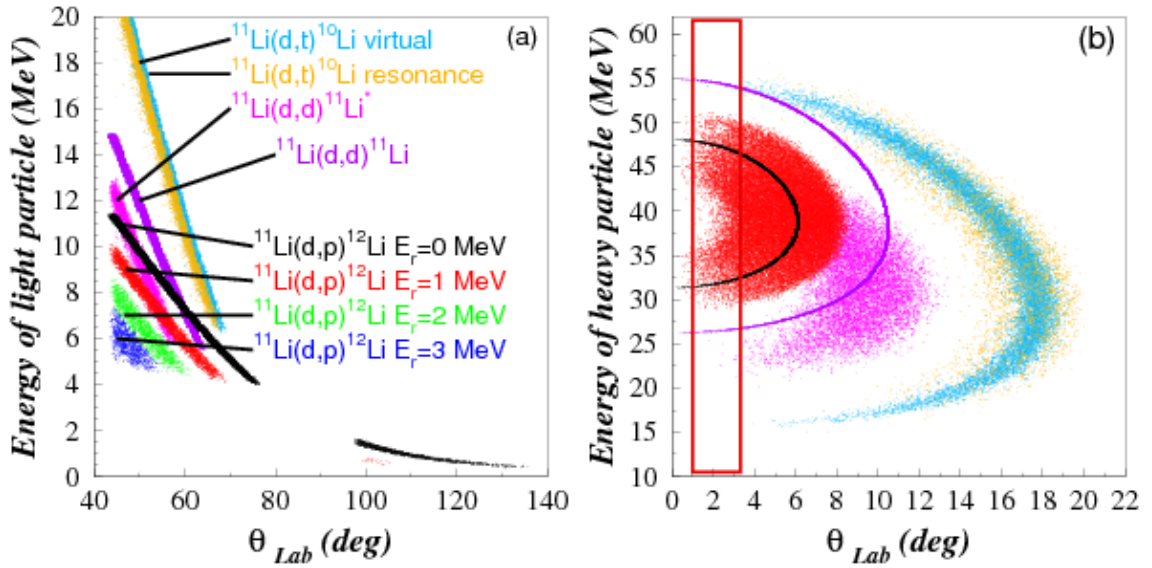 (a)
Energy of light particle (MeV)
20
18
16
14
12
10
8
6
4
2
0
¹¹Li(d,t)¹⁰Li virtual
¹¹Li(d,t)¹⁰Li resonance
¹¹Li(d,d)¹¹Li*
¹¹Li(d,d)¹¹Li
¹¹Li(d,p)¹²Li Eᵣ=0 MeV
¹¹Li(d,p)¹²Li Eᵣ=1 MeV
¹¹Li(d,p)¹²Li Eᵣ=2 MeV
¹¹Li(d,p)¹²Li Eᵣ=3 MeV
40 60 80 100 120 140
θ Lab (deg)
(b)
Energy of heavy particle (MeV)
60
55
50
45
40
35
30
25
20
15
10
0 2 4 6 8 10 12 14 16 18 20 22
θ Lab (deg)